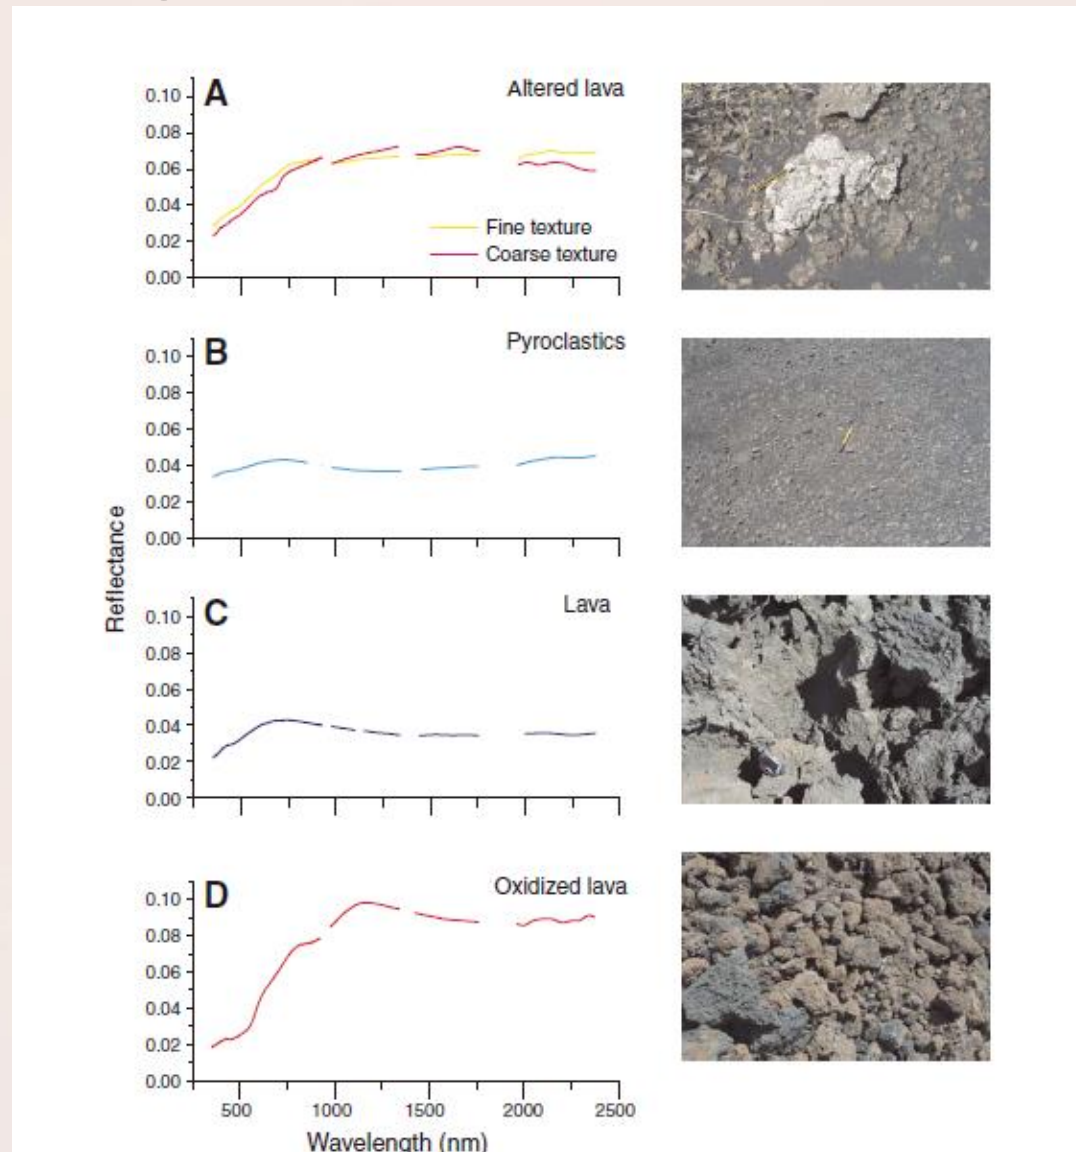 A
Altered lava
0.10
0.08
0.06
0.04
0.02
0.00
Fine texture
Coarse texture
B
Pyroclastics
0.10
0.08
0.06
0.04
0.02
0.00
Reflectance
C
Lava
0.10
0.08
0.06
0.04
0.02
0.00
D
Oxidized lava
0.10
0.08
0.06
0.04
0.02
0.00
500 1000 1500 2000 2500
Wavelength (nm)